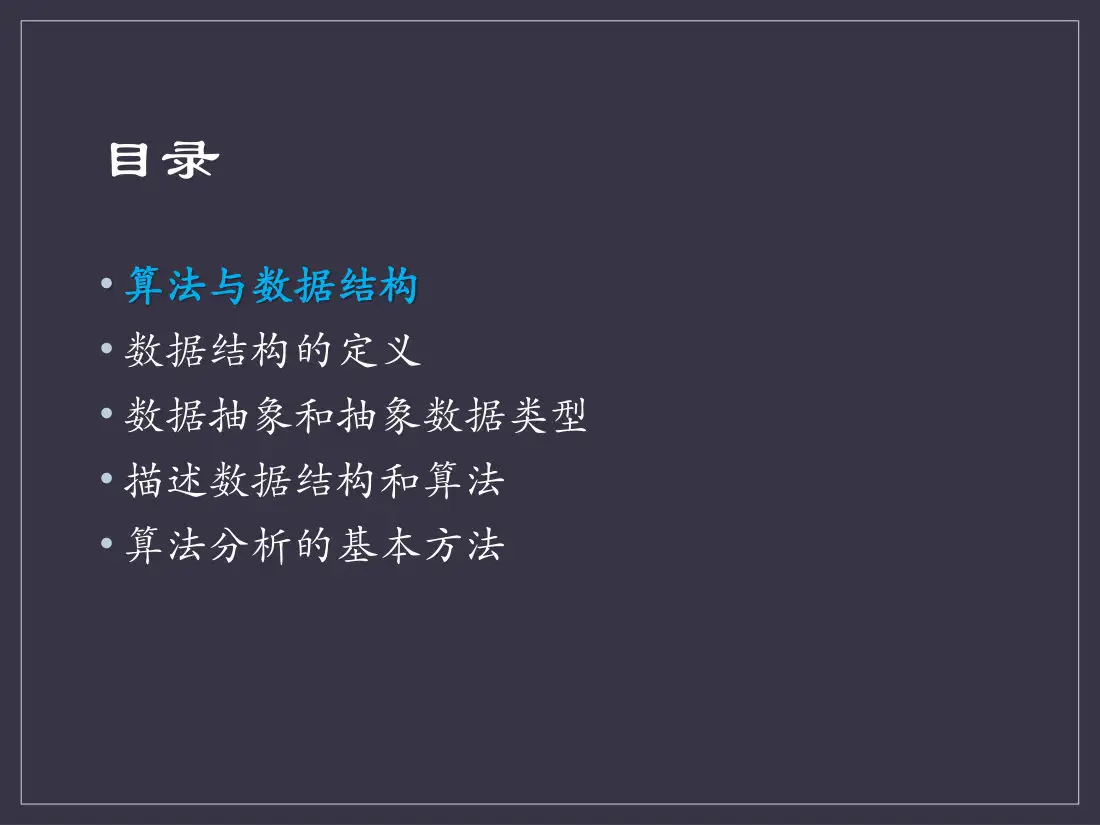 目录
• 算法与数据结构
• 数据结构的定义
• 数据抽象和抽象数据类型
• 描述数据结构和算法
• 算法分析的基本方法